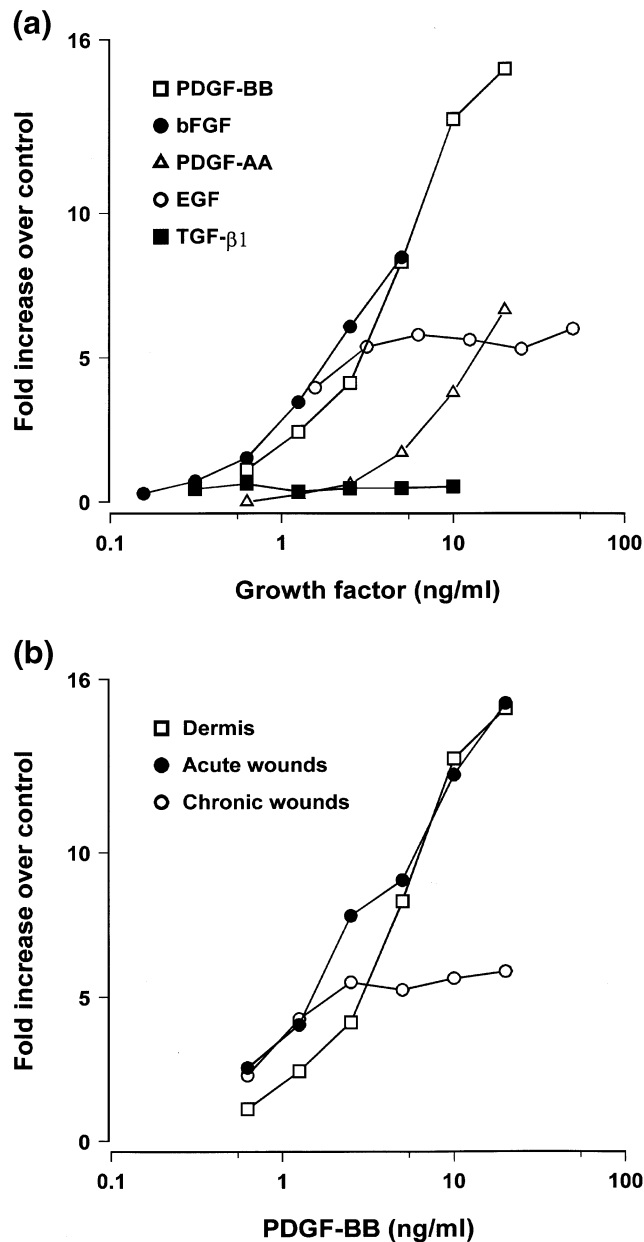 (a)
16
10
5
0
Fold increase over control
PDGF-BB
bFGF
PDGF-AA
EGF
TGF-β1
0.1
1
10
100
Growth factor (ng/ml)
(b)
16
10
5
0
Fold increase over control
Dermis
Acute wounds
Chronic wounds
0.1
1
10
100
PDGF-BB (ng/ml)